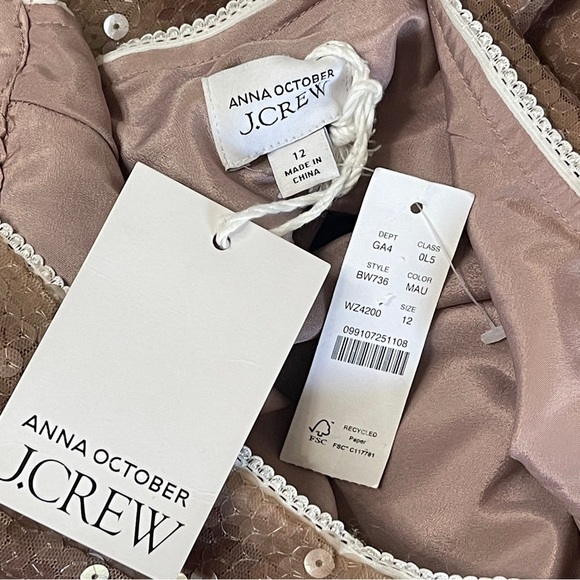 ANNA OCTOBER
J.CREW
12
MADE IN
CHINA
DEPT CLASS
GA4 0L5
STYLE COLOR
BW736 MAU
WZ4200 SIZE
12
099107251108
FSC
RECYCLED
Paper
FSC® C117781
ANNA OCTOBER
J.CREW